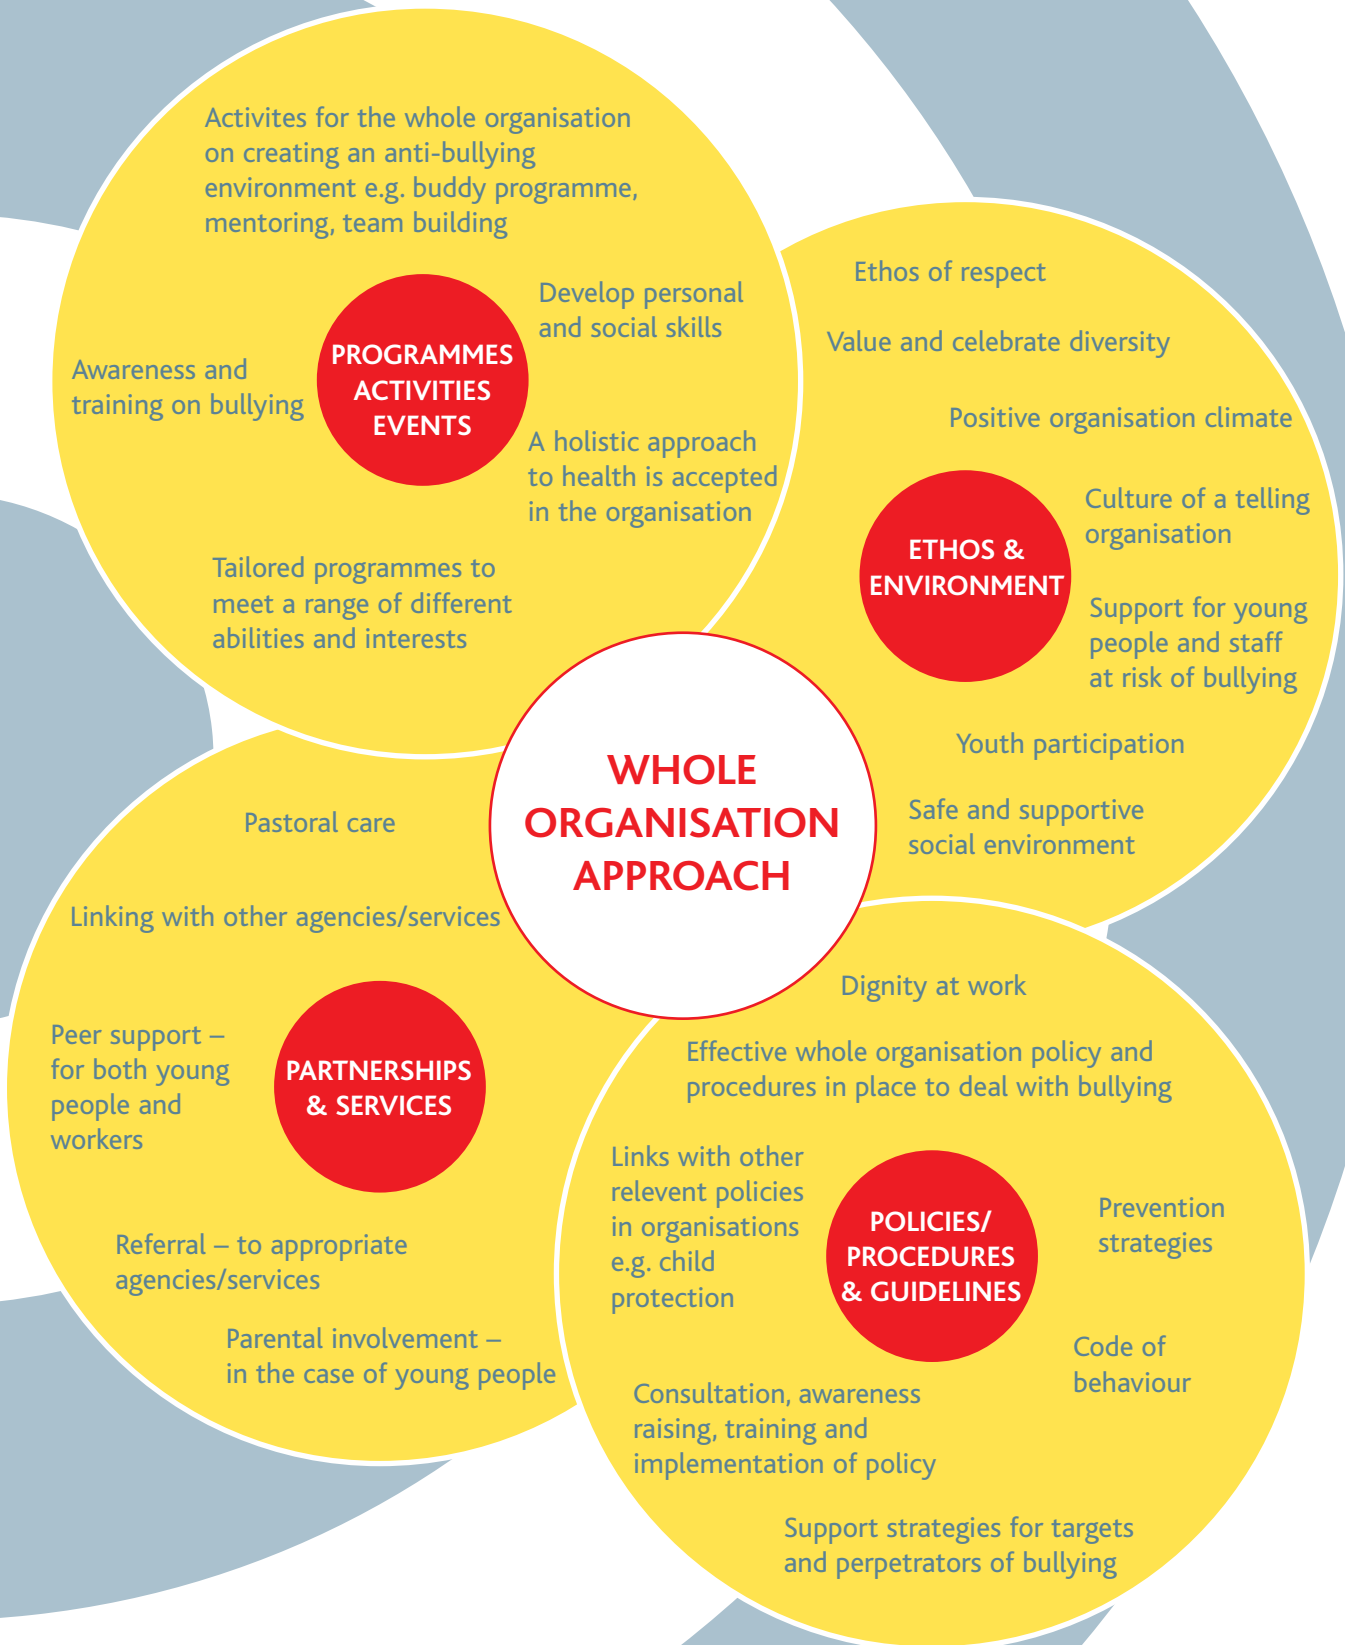 Activites for the whole organisation
on creating an anti-bullying
environment e.g. buddy programme,
mentoring, team building
Develop personal
and social skills
PROGRAMMES
ACTIVITIES
EVENTS
Awareness and
training on bullying
A holistic approach
to health is accepted
in the organisation
Tailored programmes to
meet a range of different
abilities and interests
Ethos of respect
Value and celebrate diversity
Positive organisation climate
Culture of a telling
organisation
ETHOS &
ENVIRONMENT
Support for young
people and staff
at risk of bullying
Youth participation
Safe and supportive
social environment
WHOLE
ORGANISATION
APPROACH
Pastoral care
Linking with other agencies/services
Peer support –
for both young
people and
workers
PARTNERSHIPS
& SERVICES
Referral – to appropriate
agencies/services
Parental involvement –
in the case of young people
Dignity at work
Effective whole organisation policy and
procedures in place to deal with bullying
Links with other
relevent policies
in organisations
e.g. child
protection
POLICIES/
PROCEDURES
& GUIDELINES
Prevention
strategies
Code of
behaviour
Consultation, awareness
raising, training and
implementation of policy
Support strategies for targets
and perpetrators of bullying